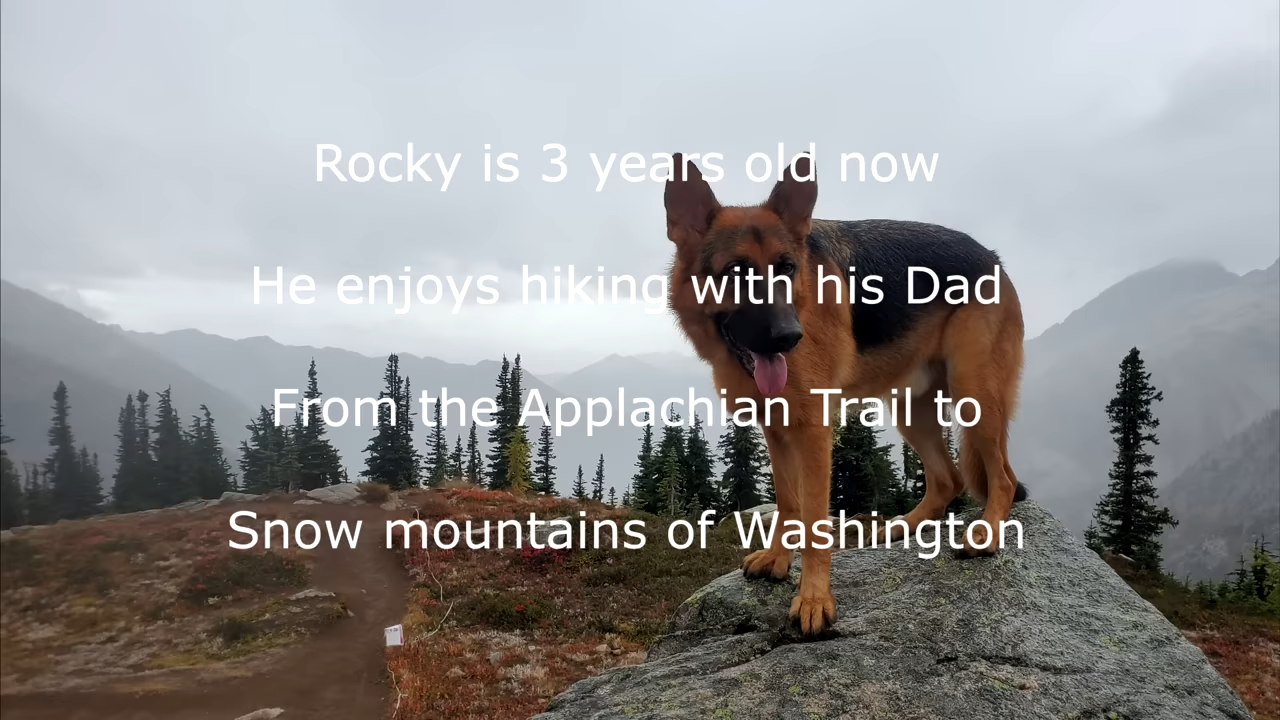 Rocky is 3 years old now
He enjoys hiking with his Dad
From the Applachian Trail to
Snow mountains of Washington